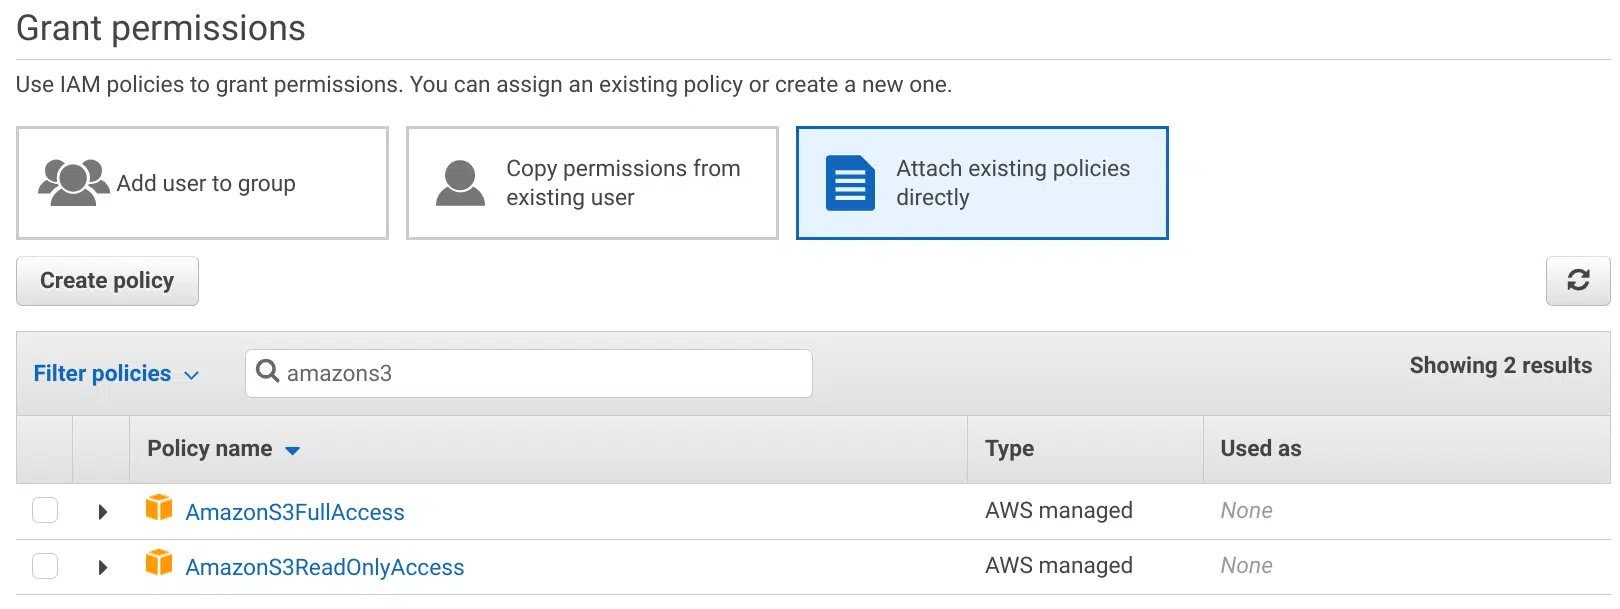 Grant permissions
Use IAM policies to grant permissions. You can assign an existing policy or create a new one.
Add user to group
Copy permissions from
existing user
Attach existing policies
directly
Create policy
Filter policies
amazons3
Showing 2 results
Policy name
Type
Used as
AmazonS3FullAccess
AWS managed
None
AmazonS3ReadOnlyAccess
AWS managed
None